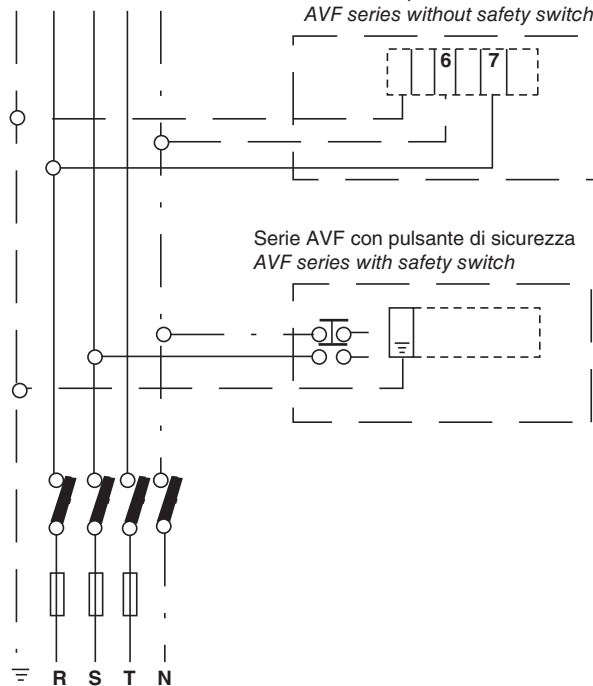 AVF series without safety switch
6 7
Serie AVF con pulsante di sicurezza
AVF series with safety switch
R S T N